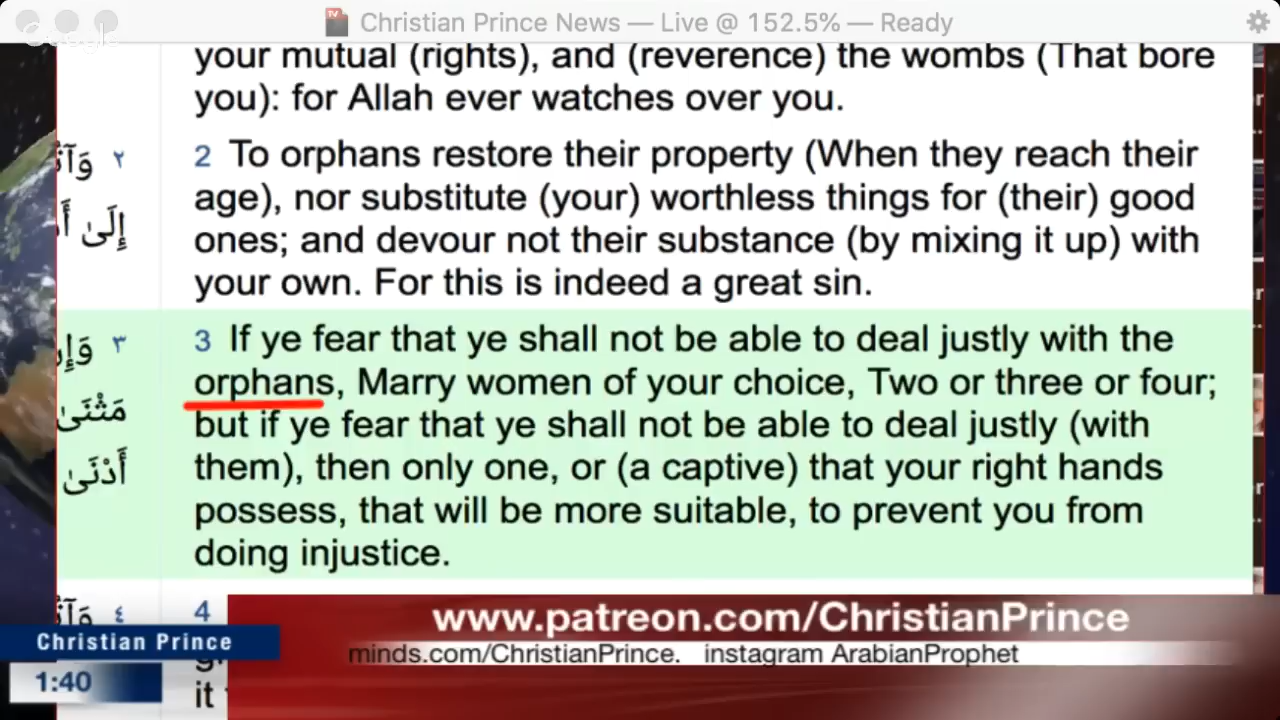 Christian Prince News — Live @ 152.5% — Ready
Google
your mutual (rights), and (reverence) the wombs (That bore
you): for Allah ever watches over you.
2 To orphans restore their property (When they reach their
age), nor substitute (your) worthless things for (their) good
ones; and devour not their substance (by mixing it up) with
your own. For this is indeed a great sin.
٢
إِلَىٰ
3 If ye fear that ye shall not be able to deal justly with the
orphans, Marry women of your choice, Two or three or four;
but if ye fear that ye shall not be able to deal justly (with
them), then only one, or (a captive) that your right hands
possess, that will be more suitable, to prevent you from
doing injustice.
٣
مَثْنَىٰ
أَدْنَىٰ
٤
4
it
www.patreon.com/ChristianPrince
minds.com/ChristianPrince. instagram ArabianProphet
Christian Prince
1:40